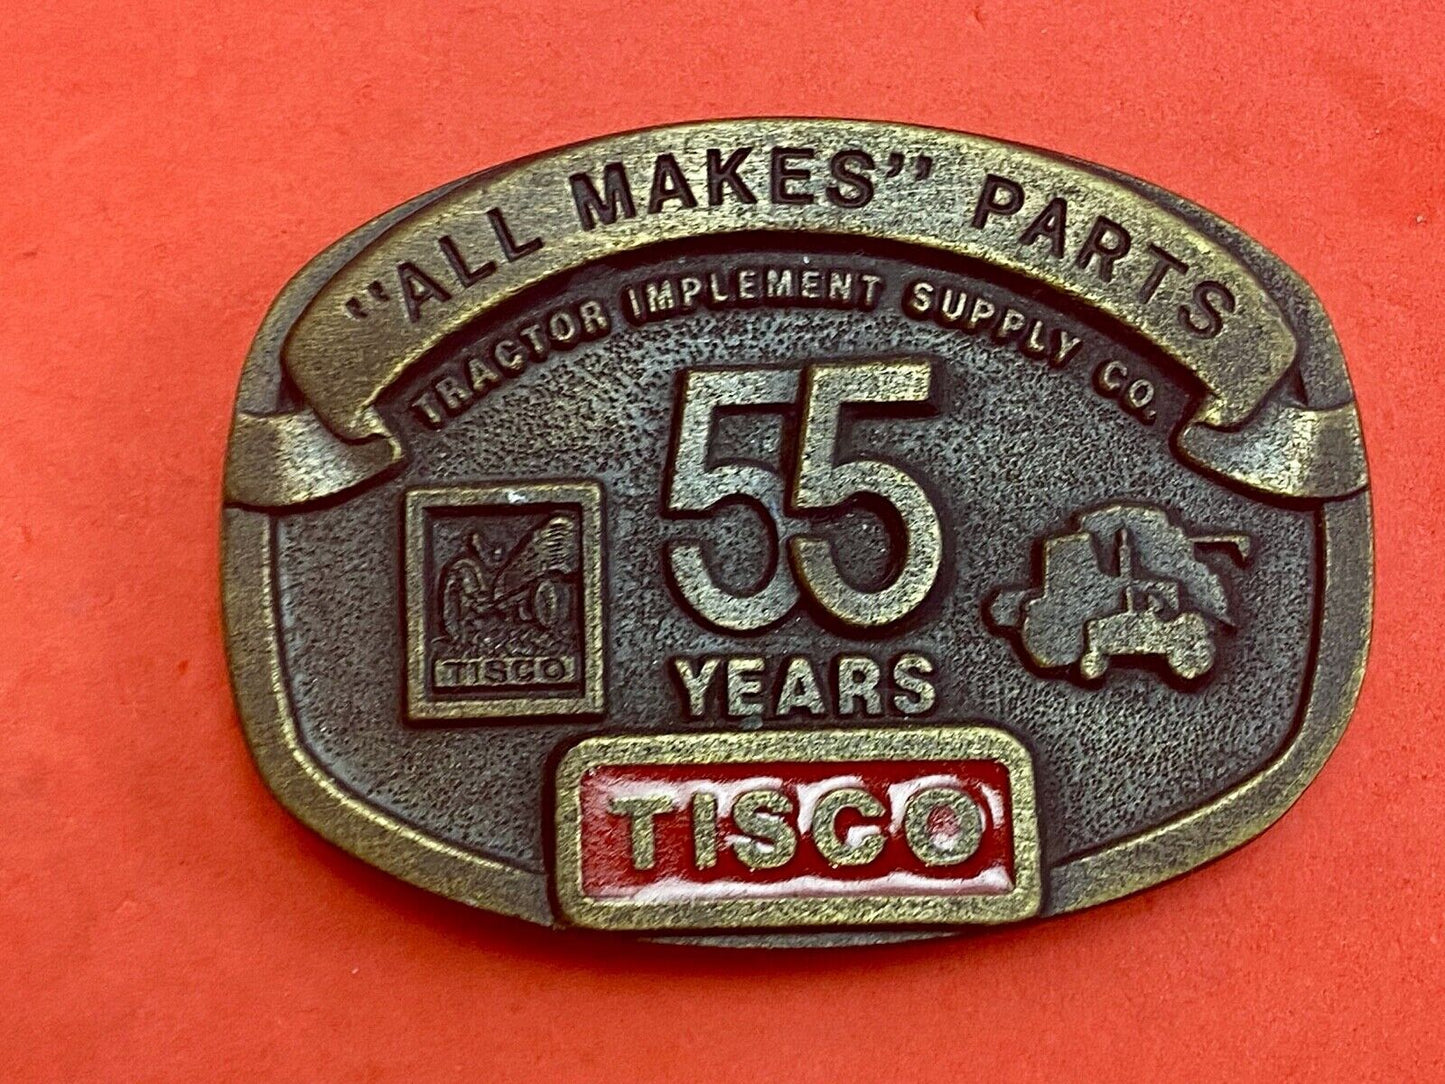 "ALL MAKES" PARTS
TRACTOR IMPLEMENT SUPPLY CO.
55
YEARS
TISCO
TISCO